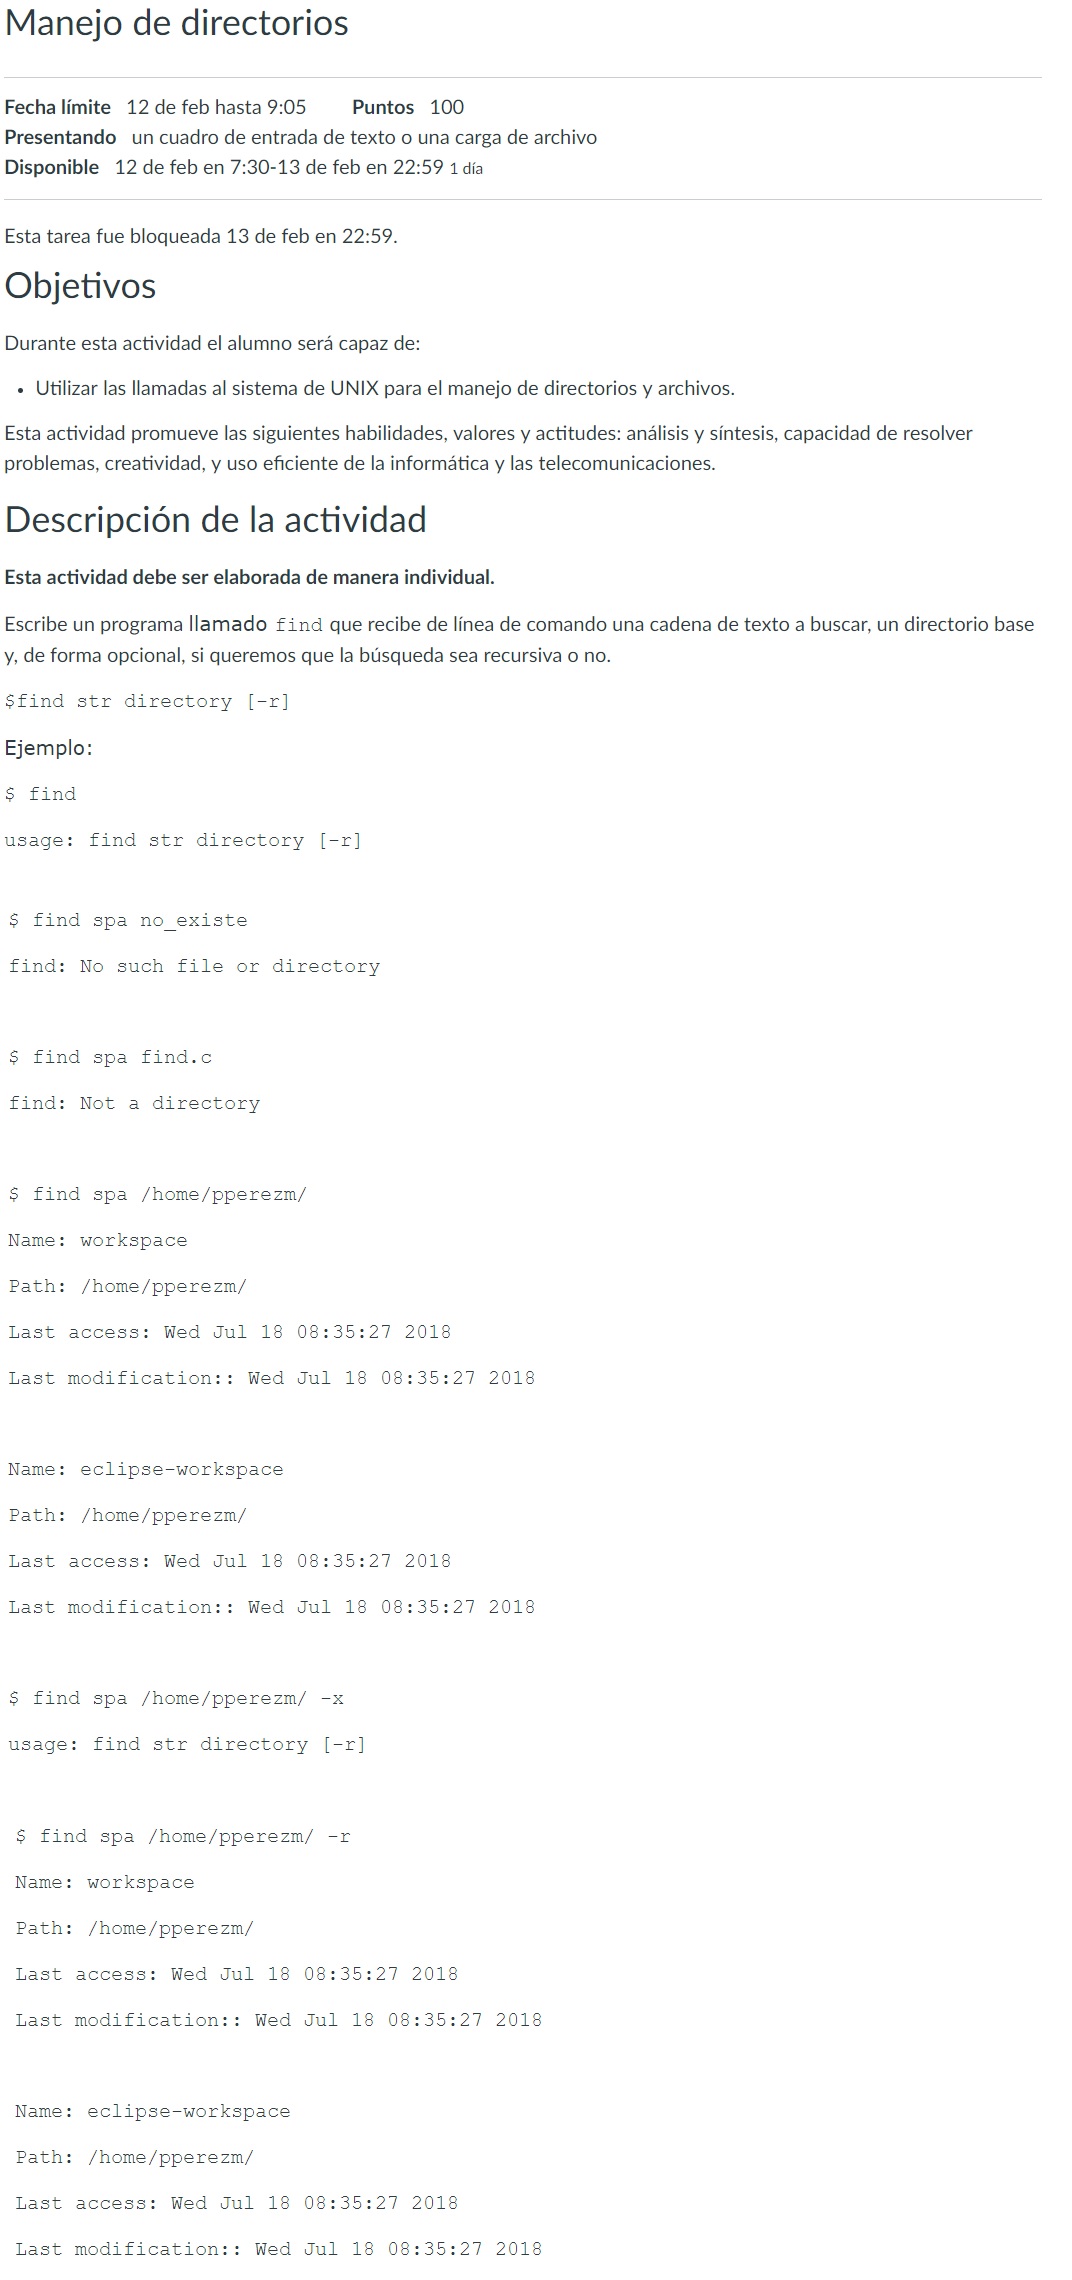 Manejo de directorios
Fecha límite 12 de feb hasta 9:05 Puntos 100
Presentando un cuadro de entrada de texto o una carga de archivo
Disponible 12 de feb en 7:30-13 de feb en 22:59 1 día
Esta tarea fue bloqueada 13 de feb en 22:59.
Objetivos
Durante esta actividad el alumno será capaz de:
• Utilizar las llamadas al sistema de UNIX para el manejo de directorios y archivos.
Esta actividad promueve las siguientes habilidades, valores y actitudes: análisis y síntesis, capacidad de resolver
problemas, creatividad, y uso eficiente de la informática y las telecomunicaciones.
Descripción de la actividad
Esta actividad debe ser elaborada de manera individual.
Escribe un programa llamado find que recibe de línea de comando una cadena de texto a buscar, un directorio base
y, de forma opcional, si queremos que la búsqueda sea recursiva o no.
$find str directory [-r]
Ejemplo:
$ find
usage: find str directory [-r]
$ find spa no_existe
find: No such file or directory
$ find spa find.c
find: Not a directory
$ find spa /home/pperezm/
Name: workspace
Path: /home/pperezm/
Last access: Wed Jul 18 08:35:27 2018
Last modification:: Wed Jul 18 08:35:27 2018
Name: eclipse-workspace
Path: /home/pperezm/
Last access: Wed Jul 18 08:35:27 2018
Last modification:: Wed Jul 18 08:35:27 2018
$ find spa /home/pperezm/ -x
usage: find str directory [-r]
$ find spa /home/pperezm/ -r
Name: workspace
Path: /home/pperezm/
Last access: Wed Jul 18 08:35:27 2018
Last modification:: Wed Jul 18 08:35:27 2018
Name: eclipse-workspace
Path: /home/pperezm/
Last access: Wed Jul 18 08:35:27 2018
Last modification:: Wed Jul 18 08:35:27 2018